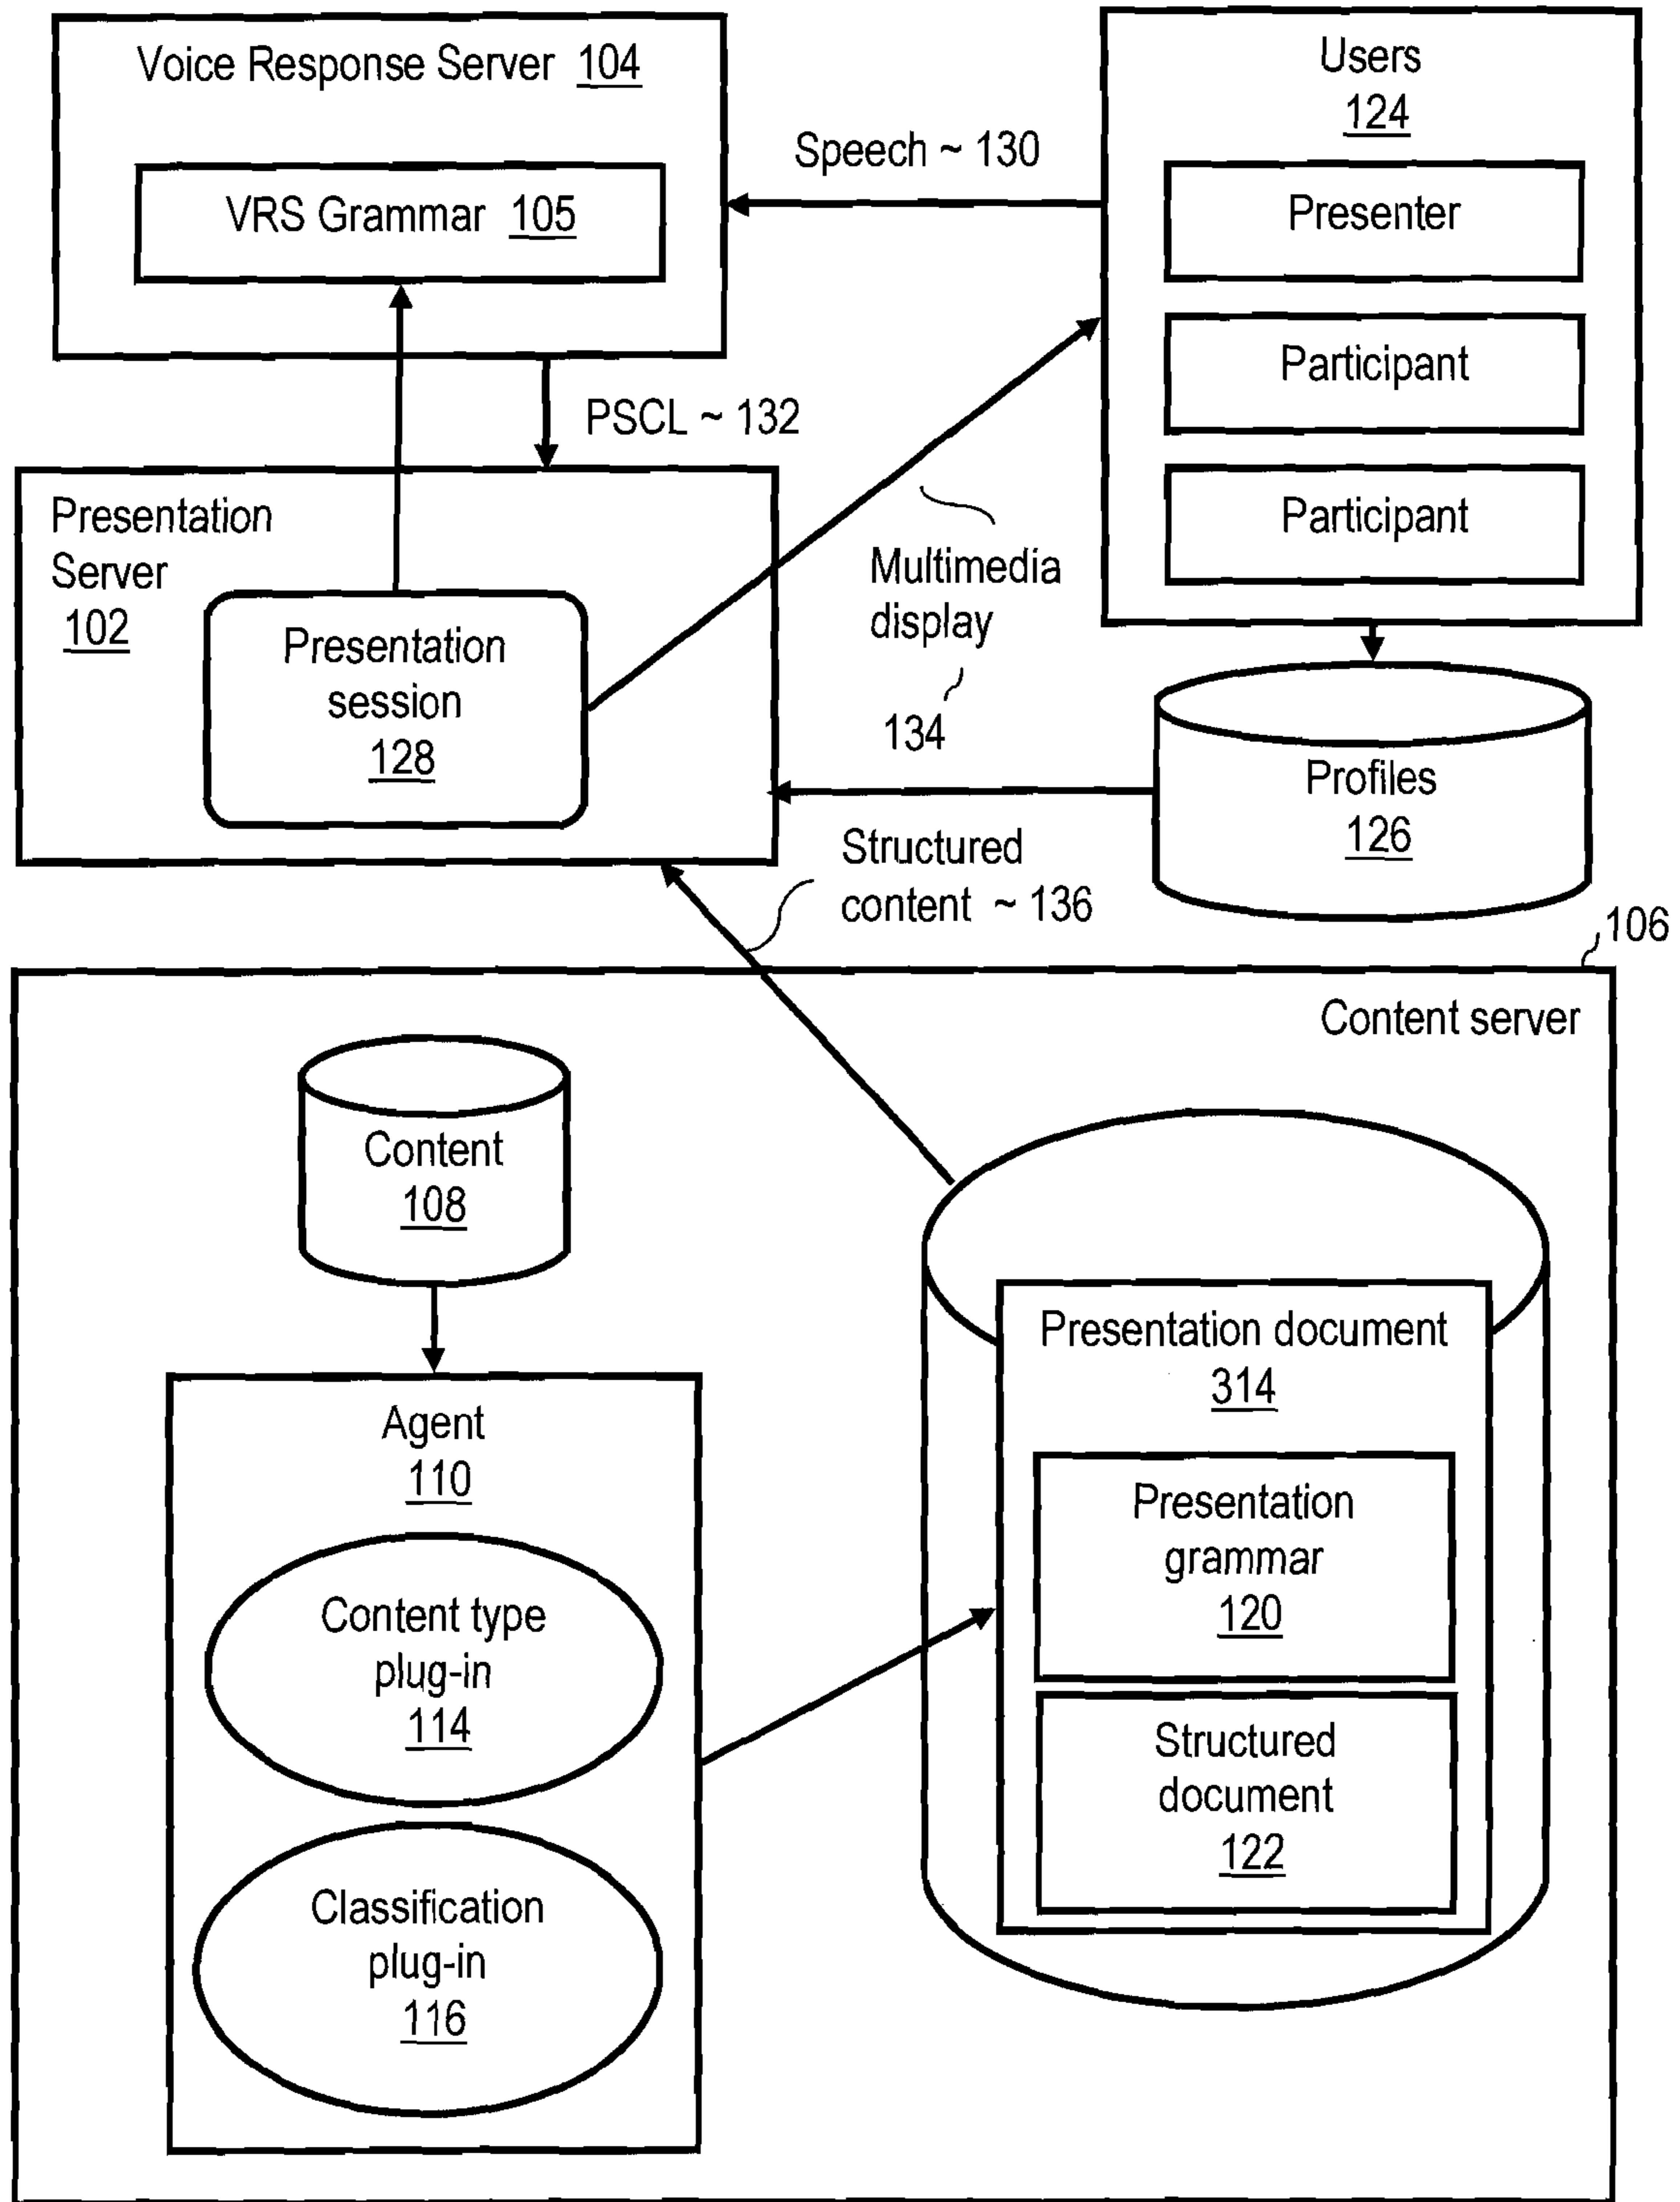 Voice Response Server 104
VRS Grammar 105
Speech ~ 130
Users
124
Presenter
Participant
Participant
PSCL ~ 132
Presentation
Server
102
Presentation
session
128
Multimedia
display
134
Profiles
126
Structured
content ~ 136
106
Content server
Content
108
Agent
110
Content type
plug-in
114
Classification
plug-in
116
Presentation document
314
Presentation
grammar
120
Structured
document
122